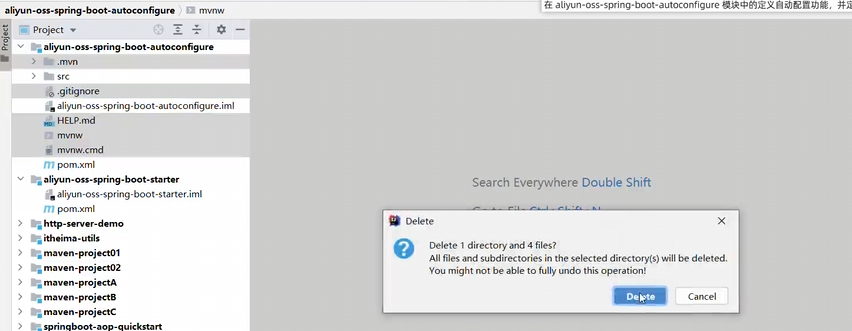 aliyun-oss-spring-boot-autoconfigure
mvnw
在 aliyun-oss-spring-boot-autoconfigure 模块中的定义自动配置功能，并定
Project
Project
aliyun-oss-spring-boot-autoconfigure
.mvn
src
.gitignore
aliyun-oss-spring-boot-autoconfigure.iml
HELP.md
mvnw
mvnw.cmd
pom.xml
aliyun-oss-spring-boot-starter
aliyun-oss-spring-boot-starter.iml
pom.xml
http-server-demo
itheima-utils
maven-project01
maven-project02
maven-projectA
maven-projectB
maven-projectC
springboot-aop-quickstart
Search Everywhere Double Shift
Go to File Ctrl+Shift+N
Delete
Delete 1 directory and 4 files?
All files and subdirectories in the selected directory(s) will be deleted.
You might not be able to fully undo this operation!
Delete
Cancel